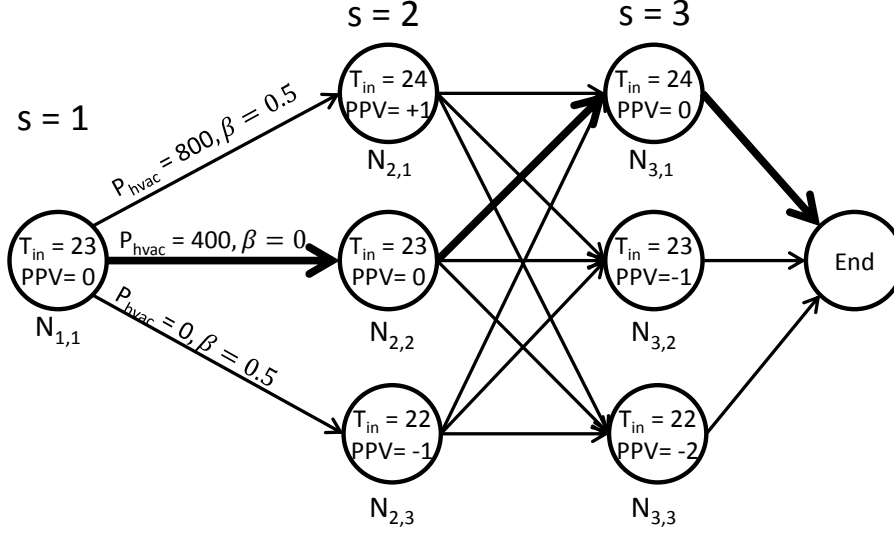 s = 1
s = 2
s = 3
T_in = 23
PPV= 0
N_1,1
P_hvac = 800, β = 0.5
P_hvac = 400, β = 0
P_hvac = 0, β = 0.5
T_in = 24
PPV= +1
N_2,1
T_in = 23
PPV= 0
N_2,2
T_in = 22
PPV= -1
N_2,3
T_in = 24
PPV= 0
N_3,1
T_in = 23
PPV=-1
N_3,2
T_in = 22
PPV= -2
N_3,3
End